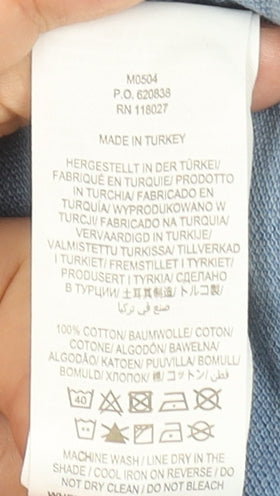 M0504
P.O. 620838
RN 118027
MADE IN TURKEY
HERGESTELLT IN DER TÜRKEI/
FABRIQUÉ EN TURQUIE/ PRODOTTO
IN TURCHIA/ FABRICADO EN
TURQUÍA/ WYPRODUKOWANO W
TURCJI/ FABRICADO NA TURQUIA/
VERVAARDIGD IN TURKIJE/
VALMISTETTU TURKISSA/ TILLVERKAD
I TURKIET/ FREMSTILLET I TYRKIET/
PRODUSERT I TYRKIA/ СДЕЛАНО
В ТУРЦИИ/ 土耳其制造/ トルコ製/
صنع في تركيا
100% COTTON/ BAUMWOLLE/ COTON/
COTONE/ ALGODÓN/ BAWEŁNA/
ALGODÃO/ KATOEN/ PUUVILLA/ BOMULL/
BOMULD/ ХЛОПОК/ 棉/ コットン/ قطن
40
MACHINE WASH / LINE DRY IN THE
SHADE / COOL IRON ON REVERSE / DO
NOT DRY CLEAN / DO NOT BLEACH